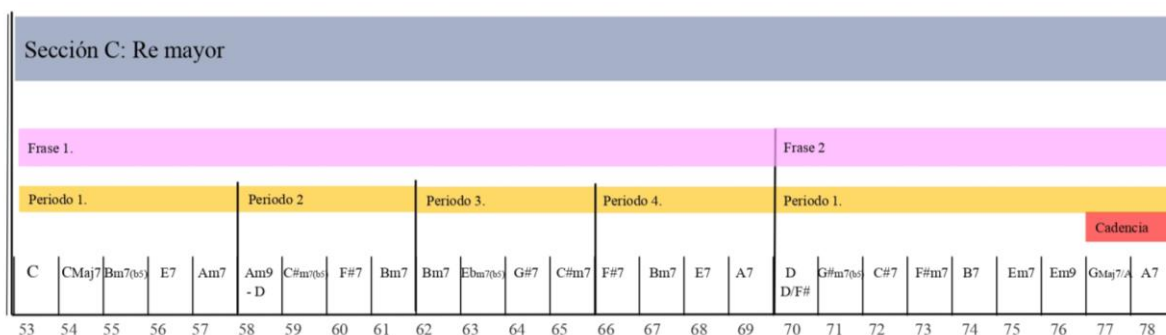 Sección C: Re mayor
Frase 1. Frase 2
Periodo 1. Periodo 2 Periodo 3. Periodo 4. Periodo 1.
Cadencia
C CMaj7 Bm7(b5) E7 Am7 Am9 C#m7(b5) F#7 Bm7 Bm7 Ebm7(b5) G#7 C#m7 F#7 Bm7 E7 A7 D G#m7(b5) C#7 F#m7 B7 Em7 Em9 GMaj7/A A7
- D D/F#
53 54 55 56 57 58 59 60 61 62 63 64 65 66 67 68 69 70 71 72 73 74 75 76 77 78